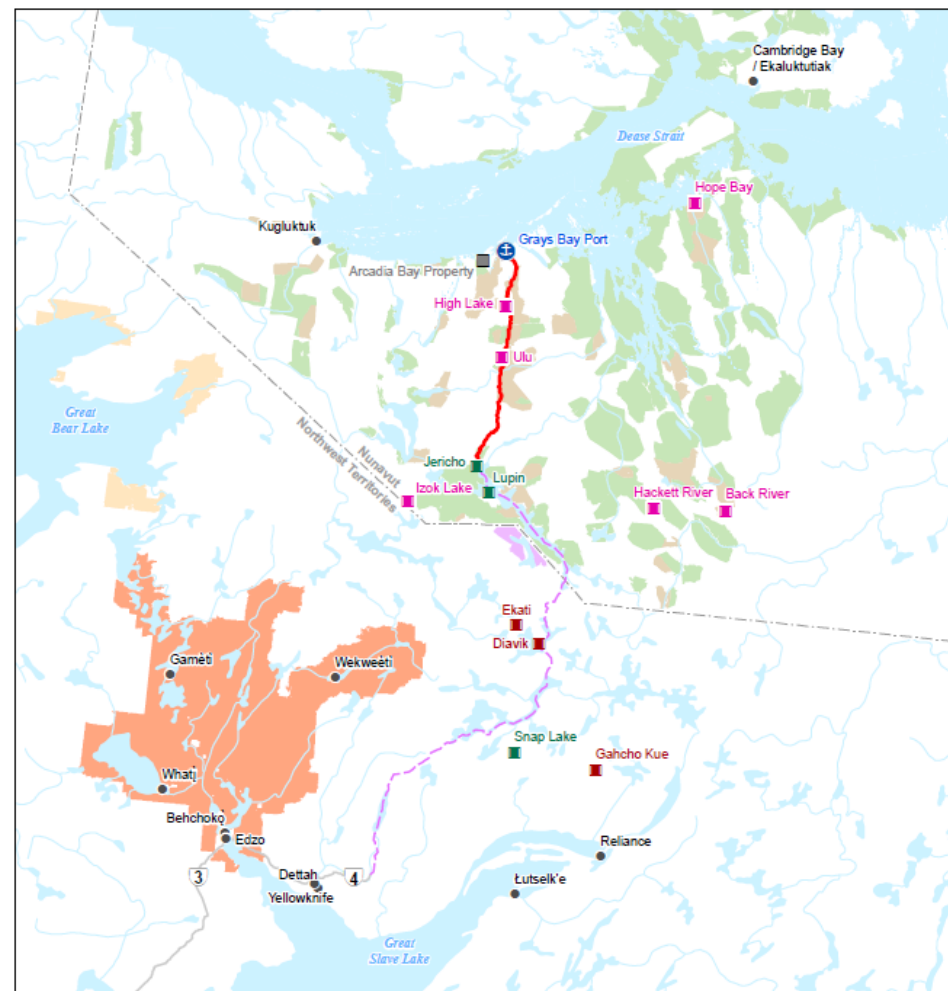 Cambridge Bay
/ Ekaluktutiak
Dease Strait
Hope Bay
Kugluktuk
Grays Bay Port
Arcadia Bay Property
High Lake
Ulu
Great
Bear Lake
Nunavut
Northwest Territories
Jericho
Lupin
Izok Lake
Hackett River
Back River
Ekati
Diavik
Gamètì
Wekweètì
Snap Lake
Gahcho Kue
Whatì
Behchokǫ̀
Edzo
Reliance
3
Dettah
4
Yellowknife
Łutselk'e
Great
Slave Lake